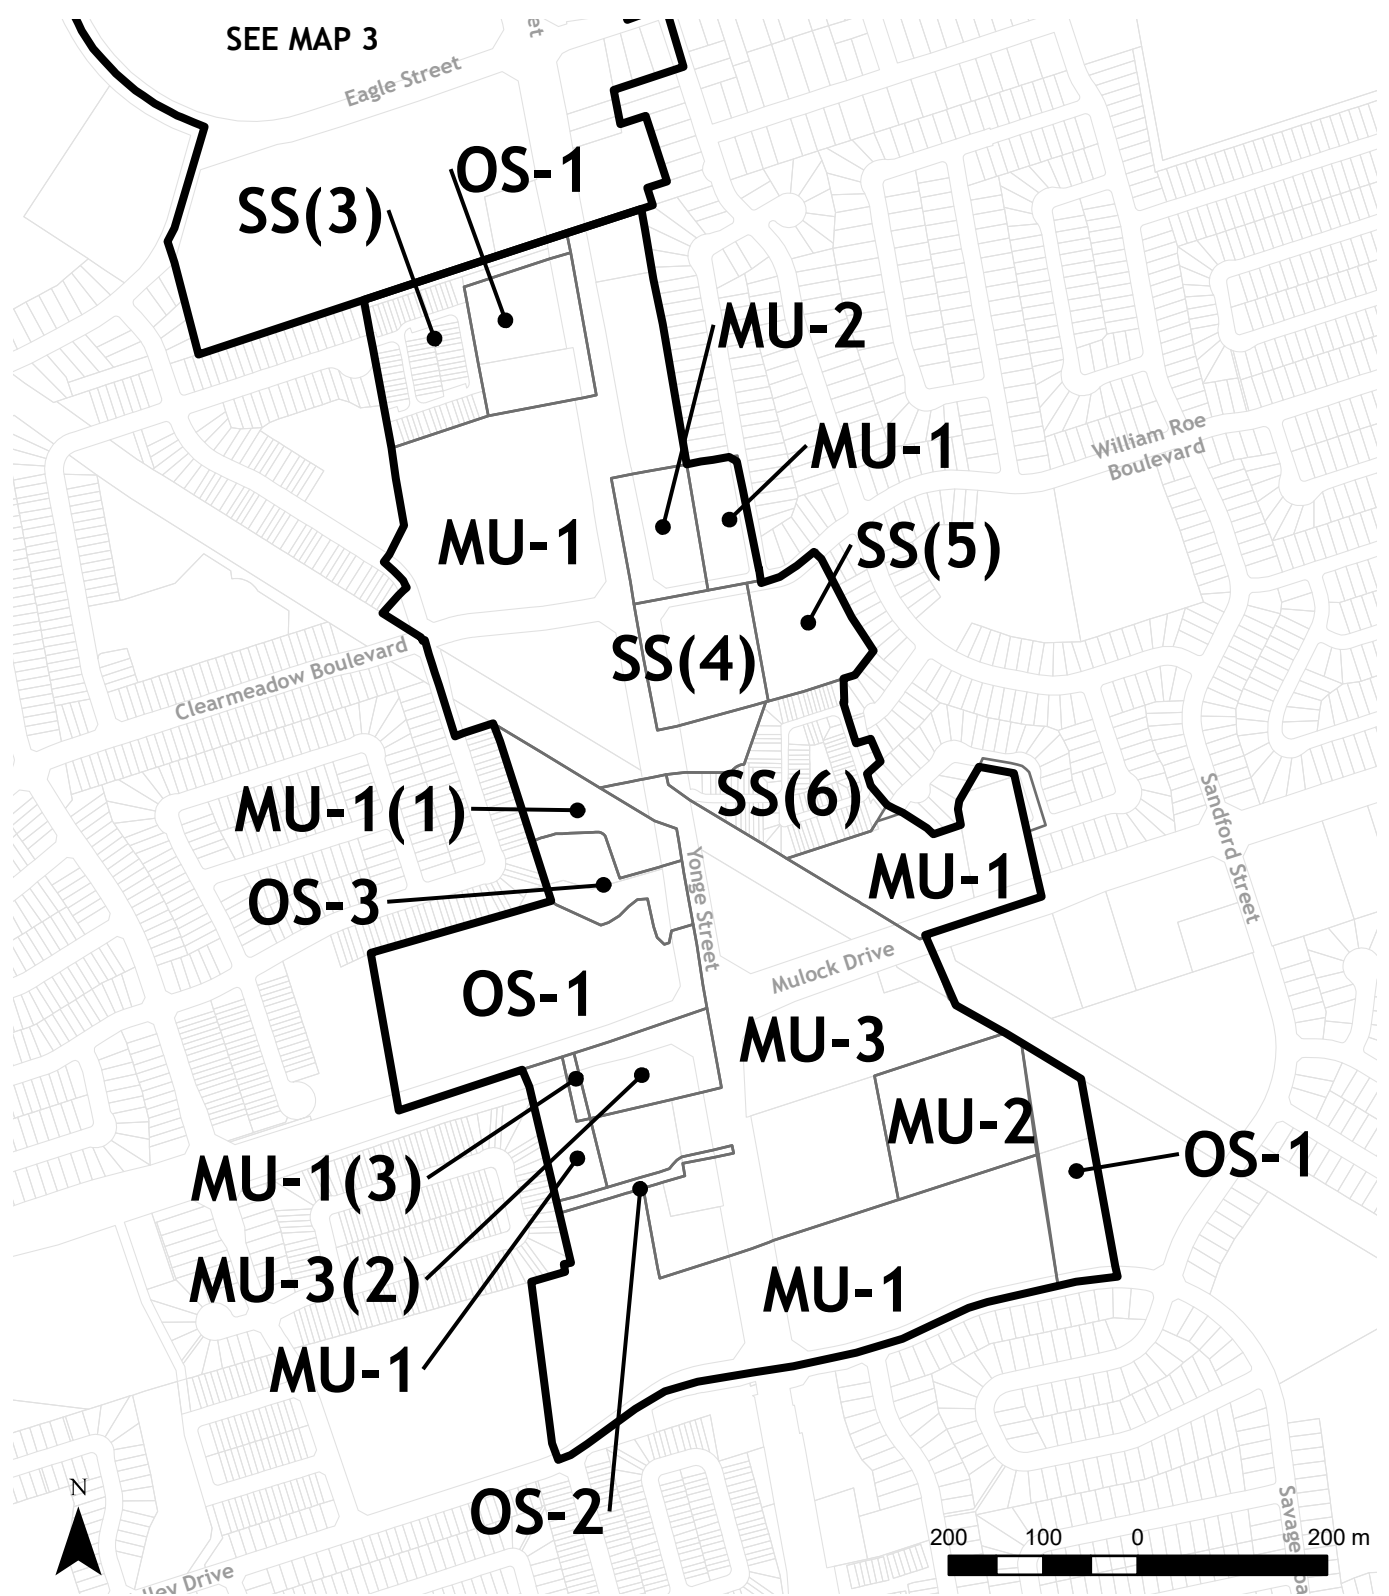 SEE MAP 3
Eagle Street
OS-1
SS(3)
MU-2
MU-1
William Roe
Boulevard
MU-1
SS(5)
SS(4)
Clearmeadow Boulevard
SS(6)
MU-1(1)
Sandford Street
MU-1
OS-3
Yonge Street
Mulock Drive
OS-1
MU-3
MU-2
OS-1
MU-1(3)
MU-3(2)
MU-1
MU-1
OS-2
N
200 100 0 200 m
Savage
Drive